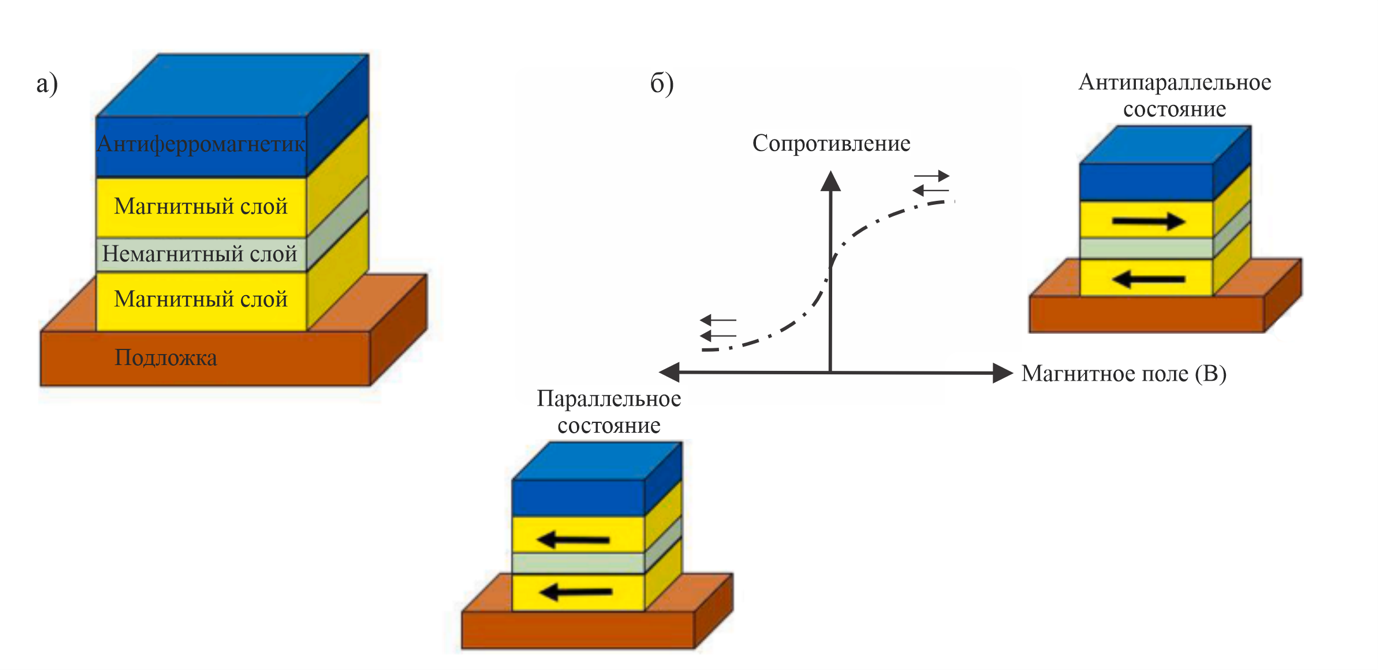 а)
Антиферромагнетик
Магнитный слой
Немагнитный слой
Магнитный слой
Подложка
б)
Сопротивление
Магнитное поле (В)
Антипараллельное
состояние
Параллельное
состояние